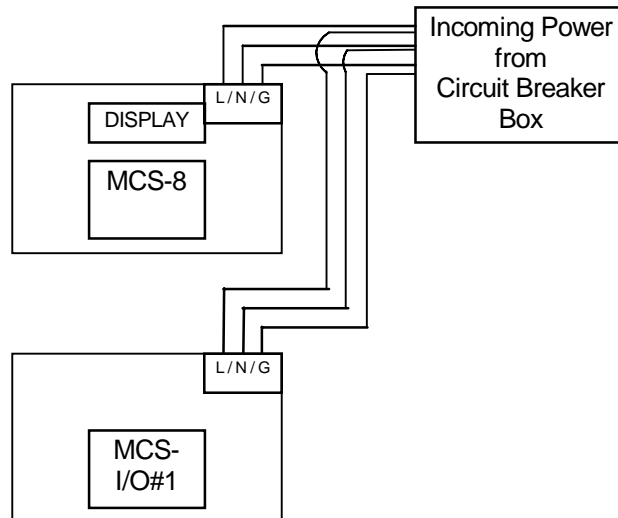 Incoming Power
from
Circuit Breaker
Box
L/N/G
DISPLAY
MCS-8
L/N/G
MCS-
I/O#1